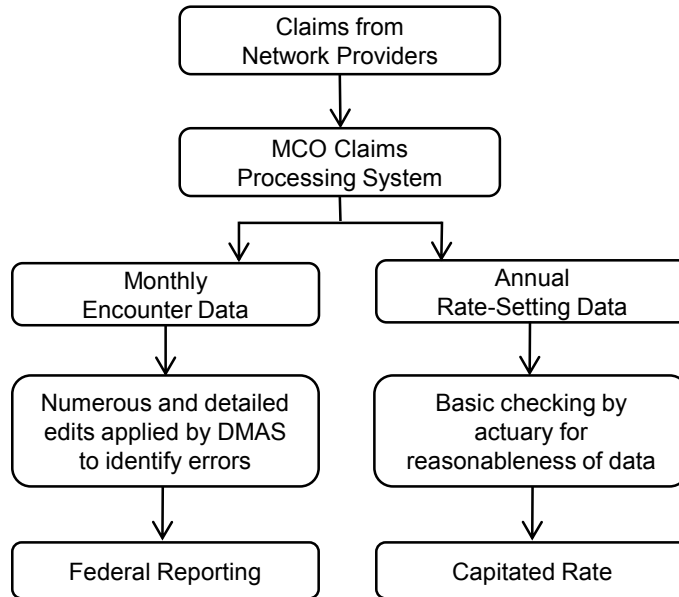 Claims from
Network Providers
MCO Claims
Processing System
Monthly
Encounter Data
Annual
Rate-Setting Data
Numerous and detailed
edits applied by DMAS
to identify errors
Basic checking by
actuary for
reasonableness of data
Federal Reporting
Capitated Rate